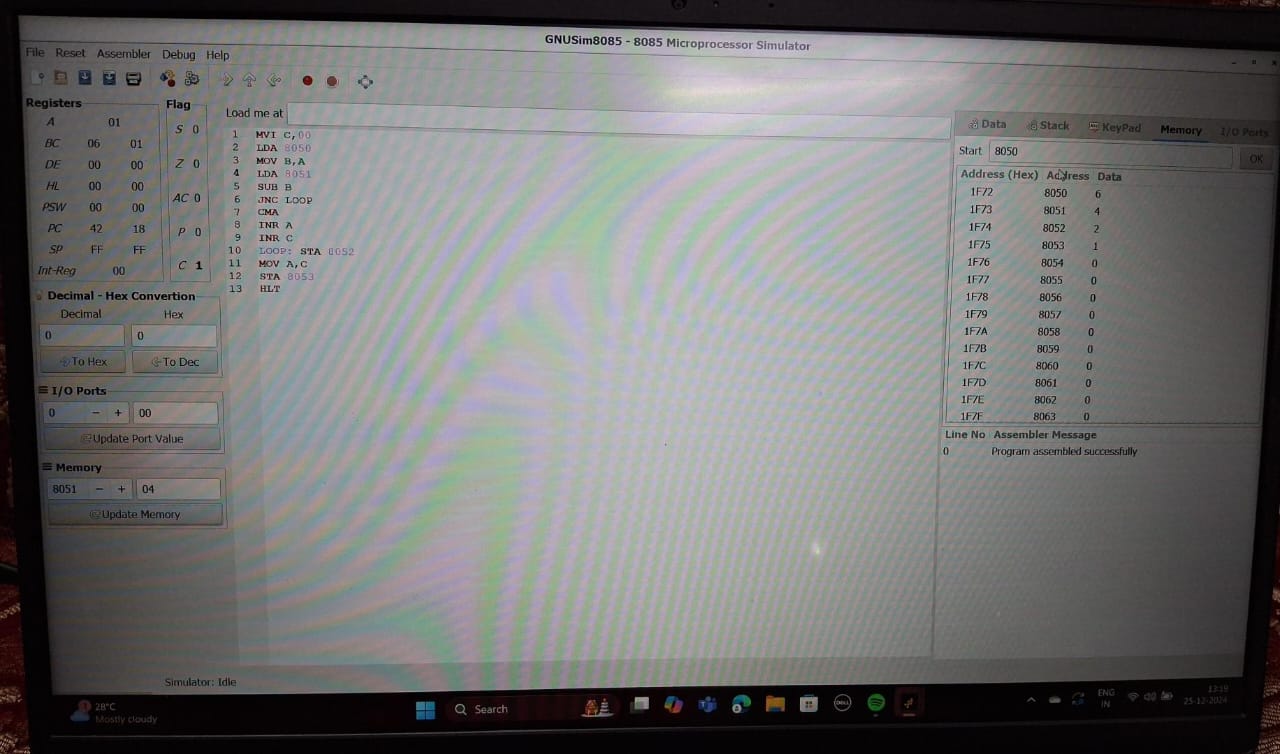 GNUSim8085 - 8085 Microprocessor Simulator
File Reset Assembler Debug Help
Registers
A 01
BC 06 01
DE 00 00
HL 00 00
PSW 00 00
PC 42 18
SP FF FF
Int-Reg 00
Flag
S 0
Z 0
AC 0
P 0
C 1
Decimal - Hex Convertion
Decimal Hex
0 0
To Hex To Dec
I/O Ports
0 - + 00
Update Port Value
Memory
8051 - + 04
Update Memory
Load me at
1 MVI C,00
2 LDA 8050
3 MOV B,A
4 LDA 8051
5 SUB B
6 JNC LOOP
7 CMA
8 INR A
9 INR C
10 LOOP: STA 8052
11 MOV A,C
12 STA 8053
13 HLT
Data Stack KeyPad Memory I/O Ports
Start 8050 OK
Address (Hex) Address Data
1F72 8050 6
1F73 8051 4
1F74 8052 2
1F75 8053 1
1F76 8054 0
1F77 8055 0
1F78 8056 0
1F79 8057 0
1F7A 8058 0
1F7B 8059 0
1F7C 8060 0
1F7D 8061 0
1F7E 8062 0
1F7F 8063 0
Line No Assembler Message
0 Program assembled successfully
Simulator: Idle
28°C
Mostly cloudy
Search
DELL
ENG
IN
13:19
25-12-2024